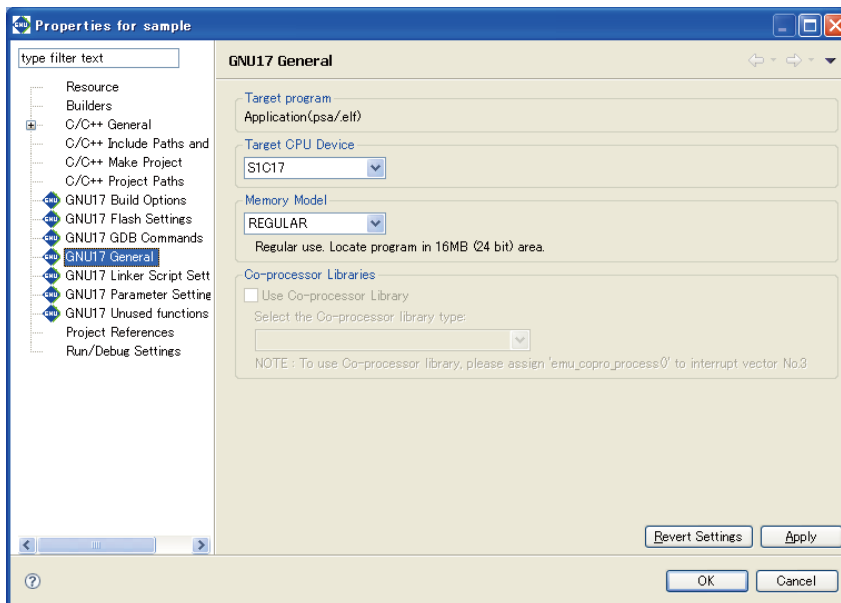 Properties for sample
type filter text
GNU17 General
Resource
Builders
C/C++ General
C/C++ Include Paths and
C/C++ Make Project
C/C++ Project Paths
GNU17 Build Options
GNU17 Flash Settings
GNU17 GDB Commands
GNU17 General
GNU17 Linker Script Sett
GNU17 Parameter Setting
GNU17 Unused functions
Project References
Run/Debug Settings
Target program
Application(psa/.elf)
Target CPU Device
S1C17
Memory Model
REGULAR
Regular use. Locate program in 16MB (24 bit) area.
Co-processor Libraries
Use Co-processor Library
Select the Co-processor library type:
NOTE : To use Co-processor library, please assign 'emu_copro_process()' to interrupt vector No.3
Revert Settings
Apply
OK
Cancel